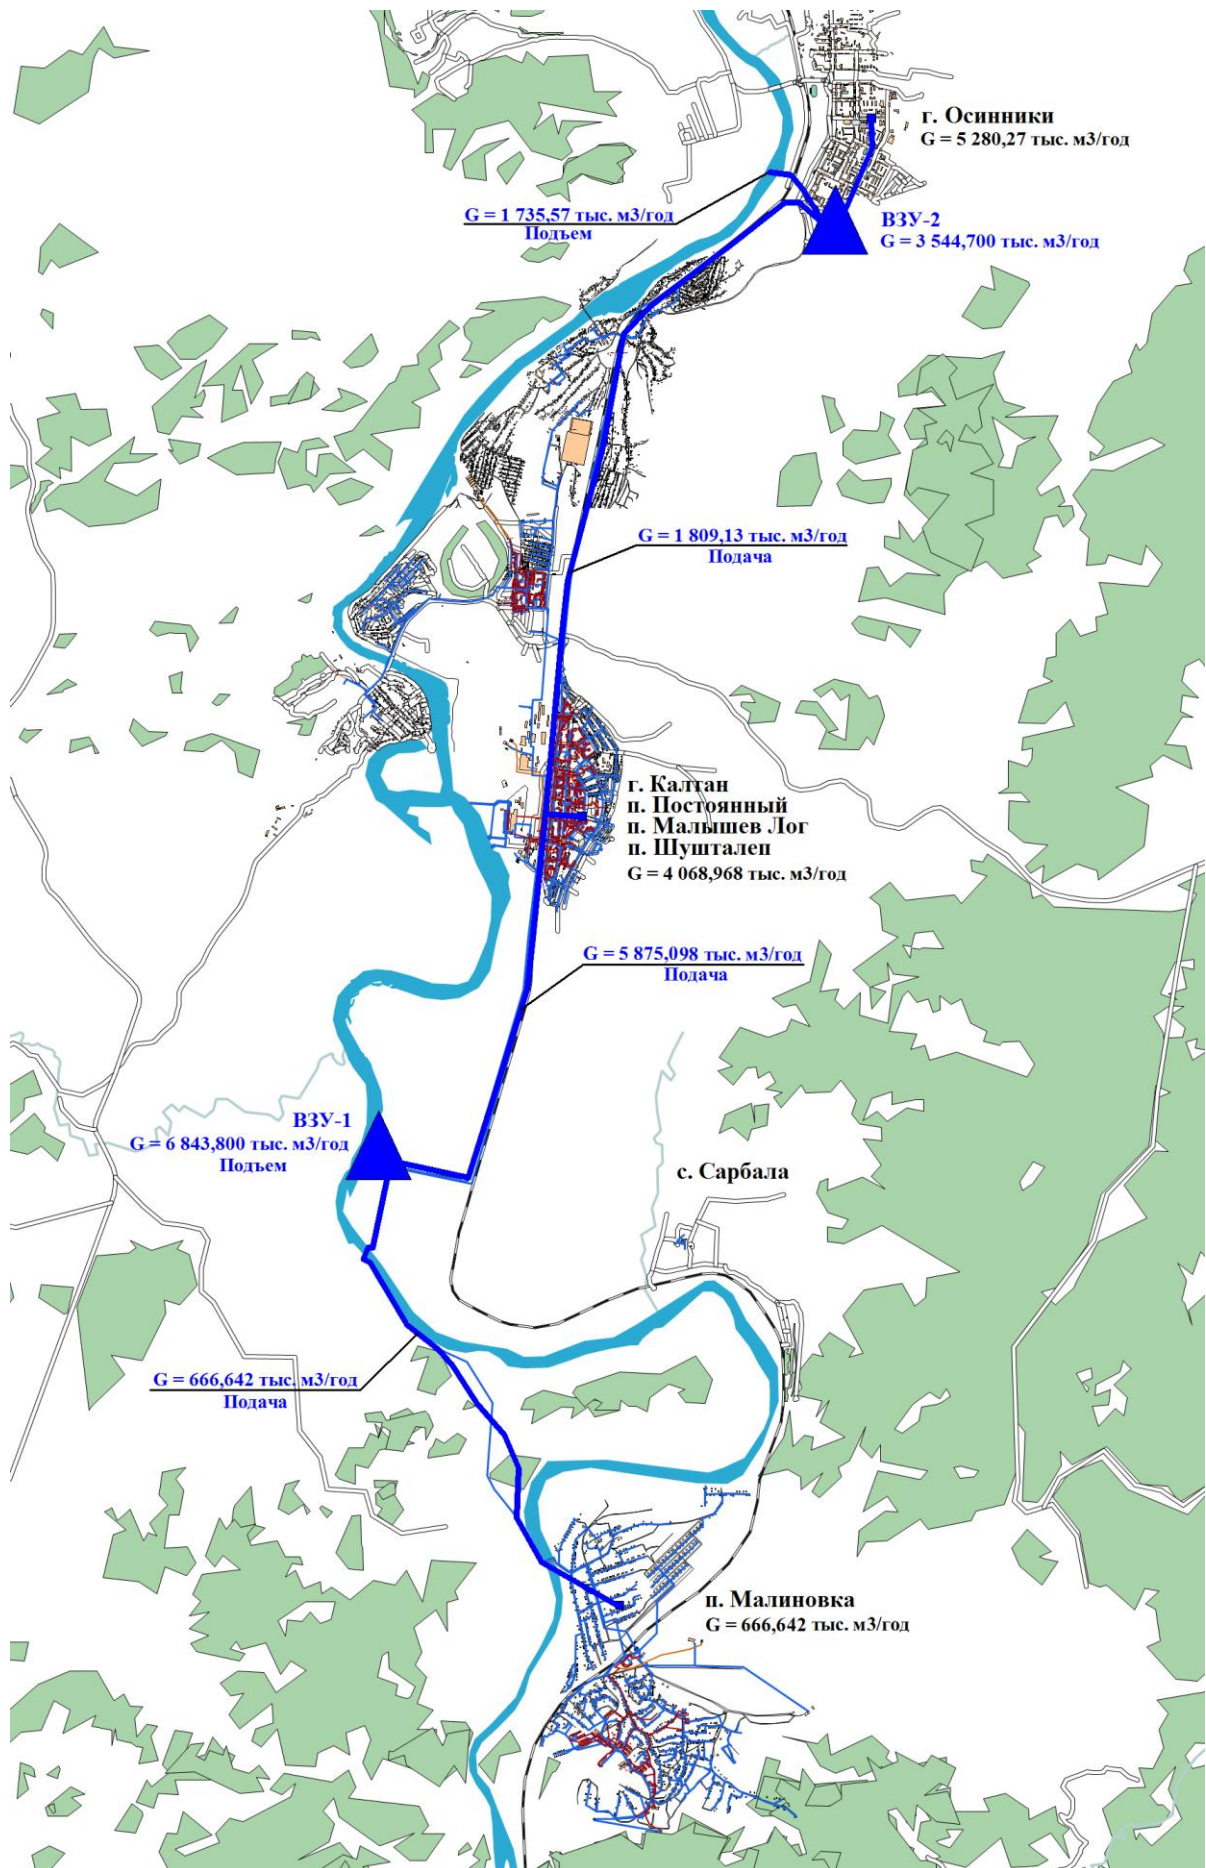 г. Осинники
G = 5 280,27 тыс. м3/год
G = 1 735,57 тыс. м3/год
Подъем
ВЗУ-2
G = 3 544,700 тыс. м3/год
G = 1 809,13 тыс. м3/год
Подача
г. Калтан
п. Постоянный
п. Малышев Лог
п. Шушталеп
G = 4 068,968 тыс. м3/год
G = 5 875,098 тыс. м3/год
Подача
ВЗУ-1
G = 6 843,800 тыс. м3/год
Подъем
с. Сарбала
G = 666,642 тыс. м3/год
Подача
п. Малиновка
G = 666,642 тыс. м3/год